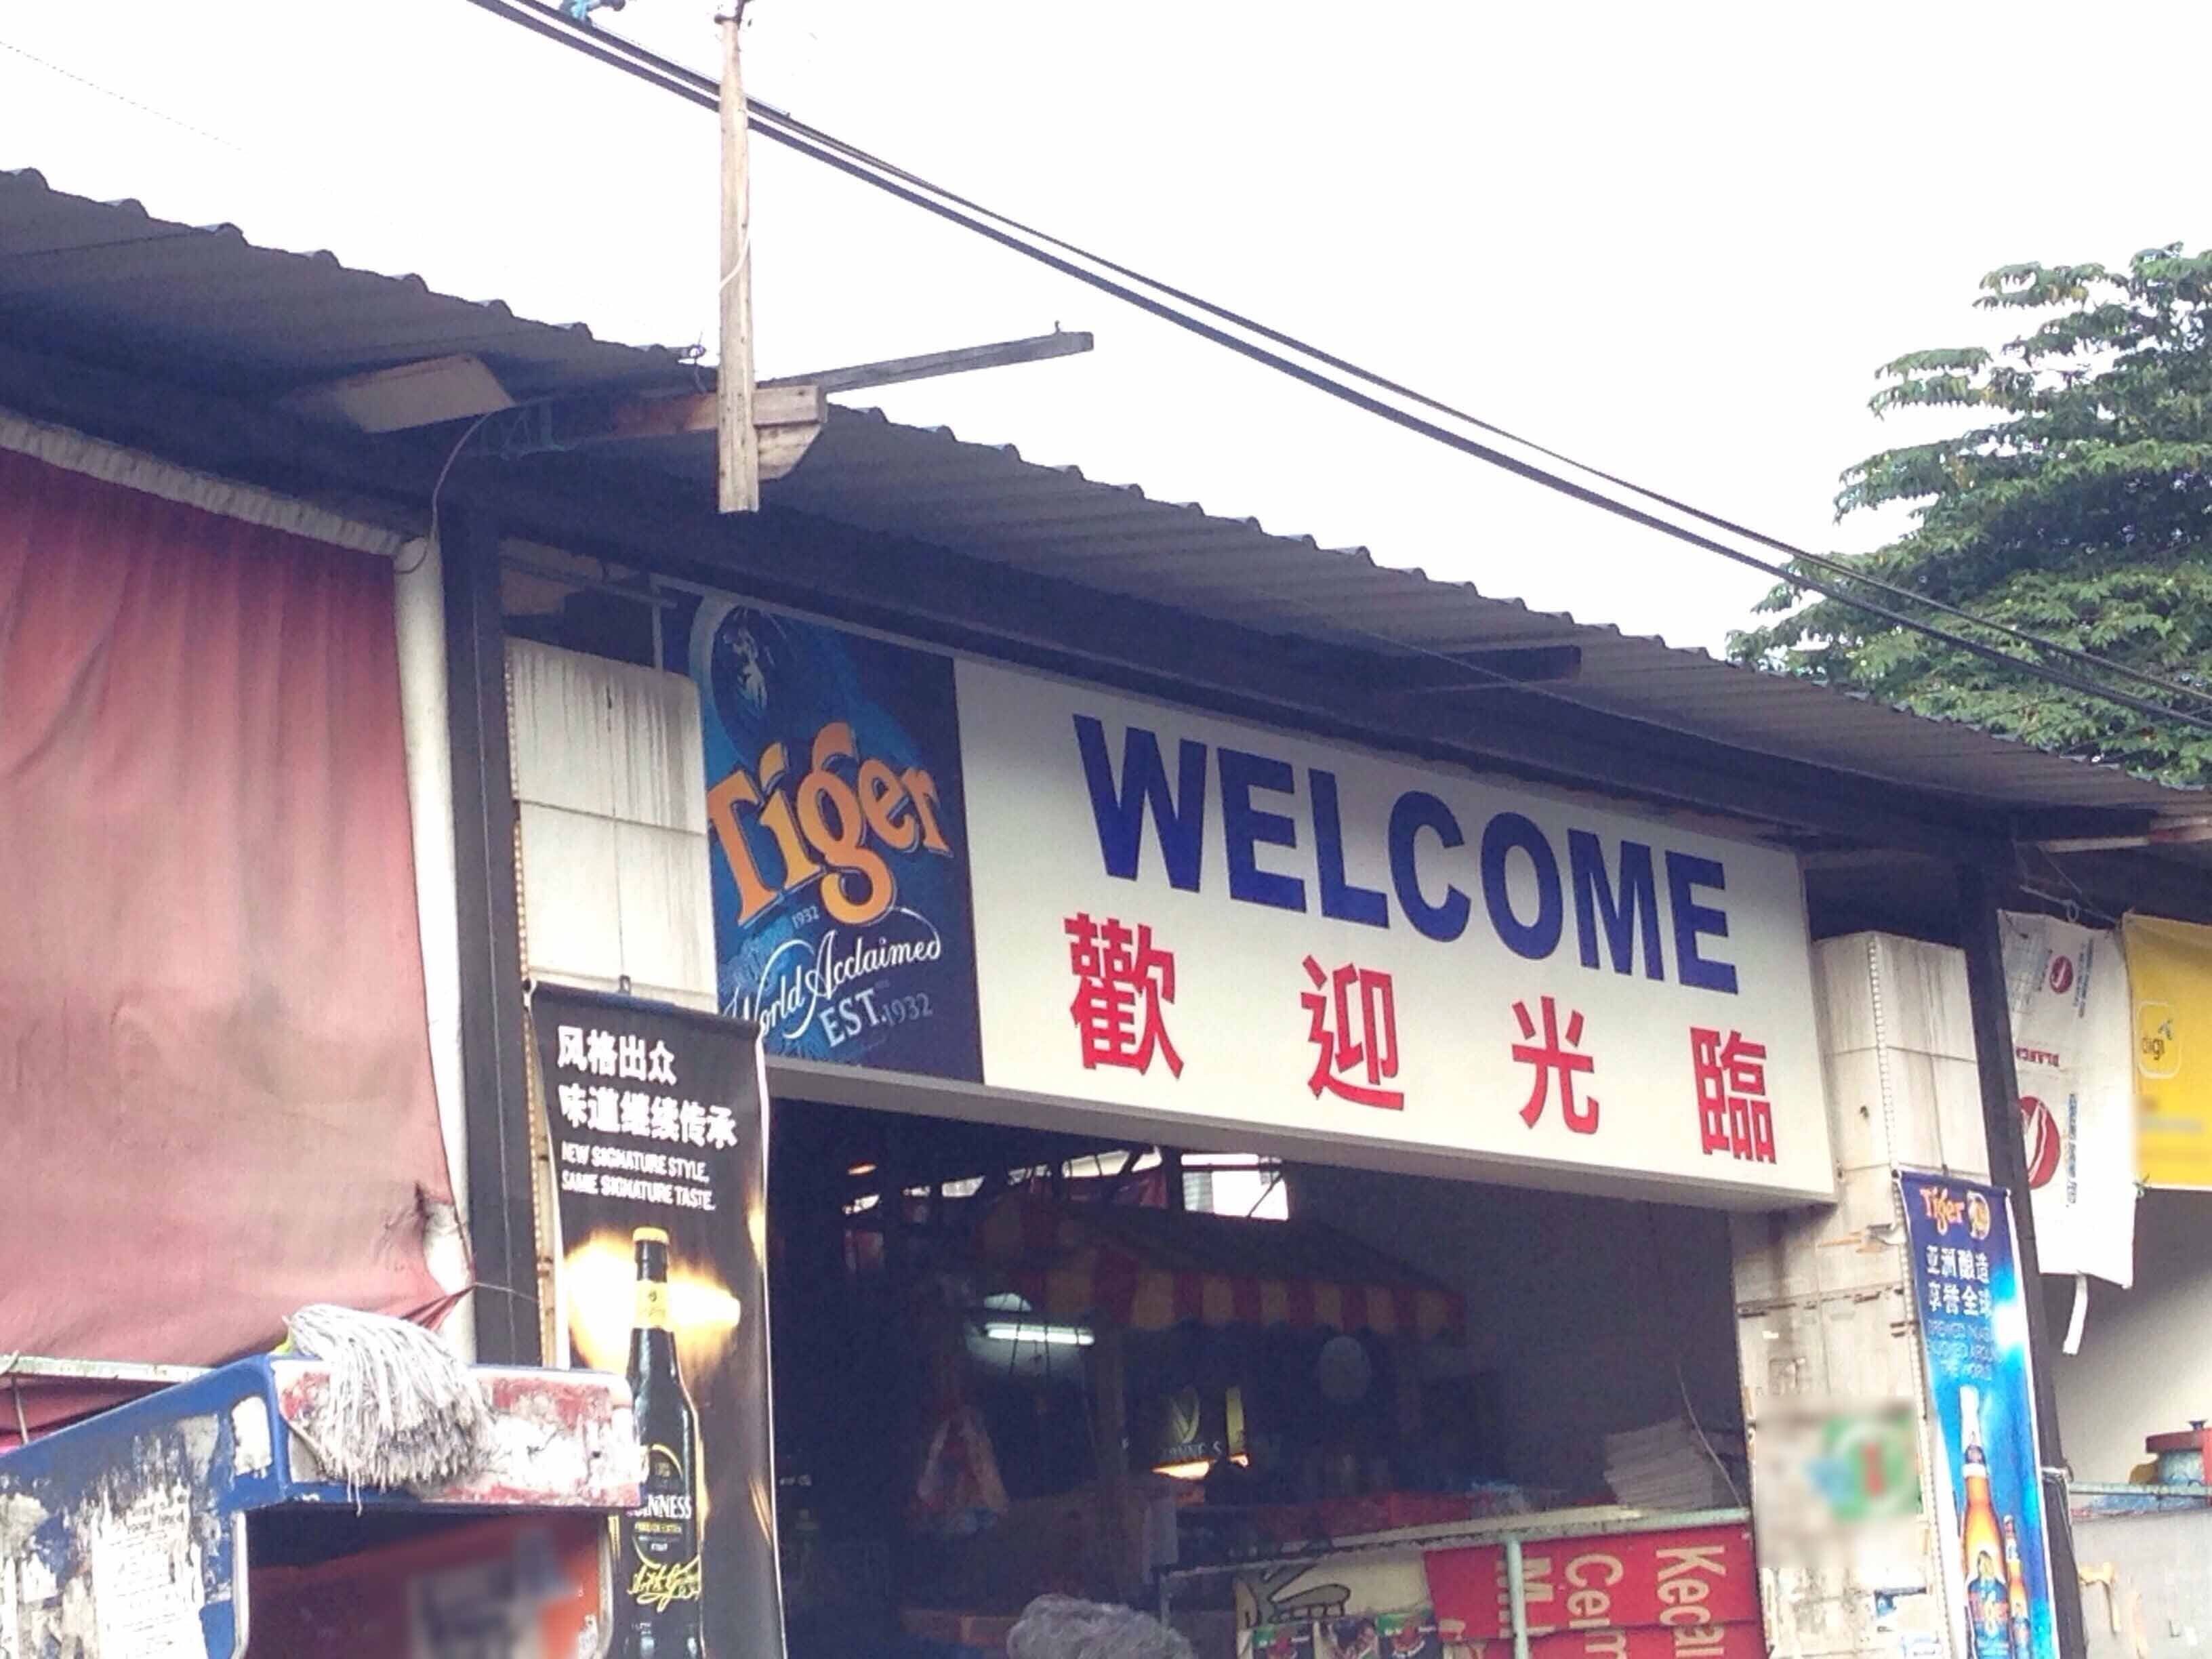 Tiger
1932
World Acclaimed
EST. 1932
WELCOME
歡迎光臨
风格出众
味道继续传承
NEW SIGNATURE STYLE,
SAME SIGNATURE TASTE.
GUINNESS
Tiger
亚洲酿造
享誉全球
digi
Kecai
Cem